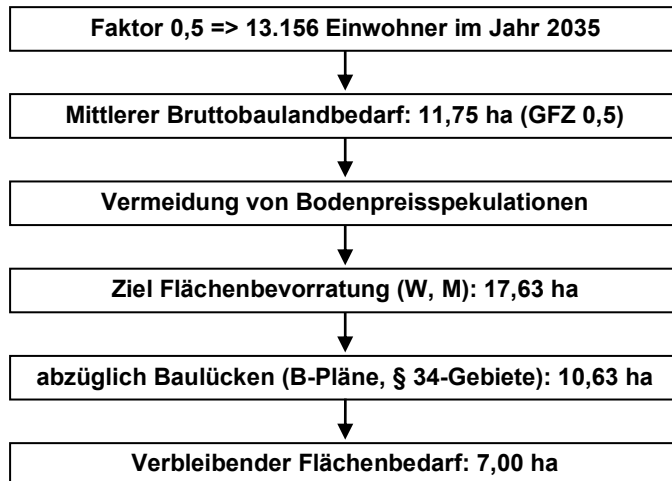 Faktor 0,5 => 13.156 Einwohner im Jahr 2035
Mittlerer Bruttobaulandbedarf: 11,75 ha (GFZ 0,5)
Vermeidung von Bodenpreisspekulationen
Ziel Flächenbevorratung (W, M): 17,63 ha
abzüglich Baulücken (B-Pläne, § 34-Gebiete): 10,63 ha
Verbleibender Flächenbedarf: 7,00 ha